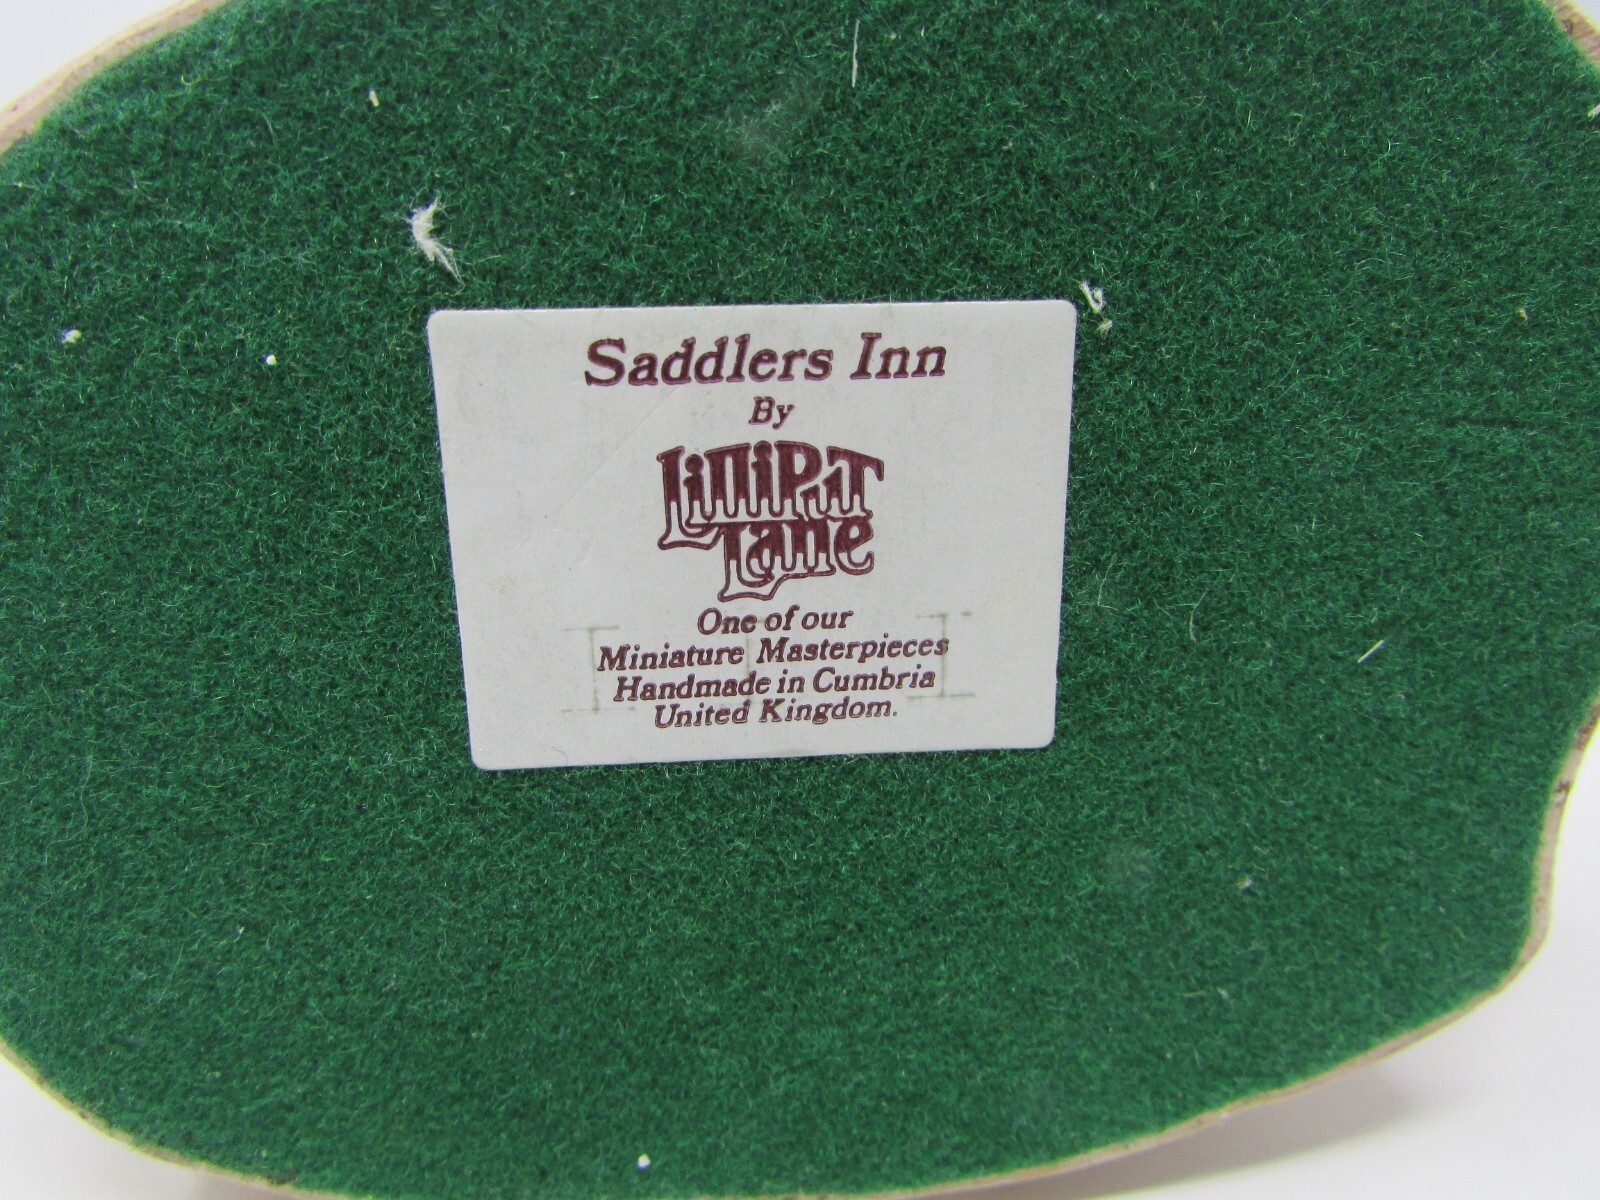 Saddlers Inn
By
Lilliput
Lane
One of our
Miniature Masterpieces
Handmade in Cumbria
United Kingdom.